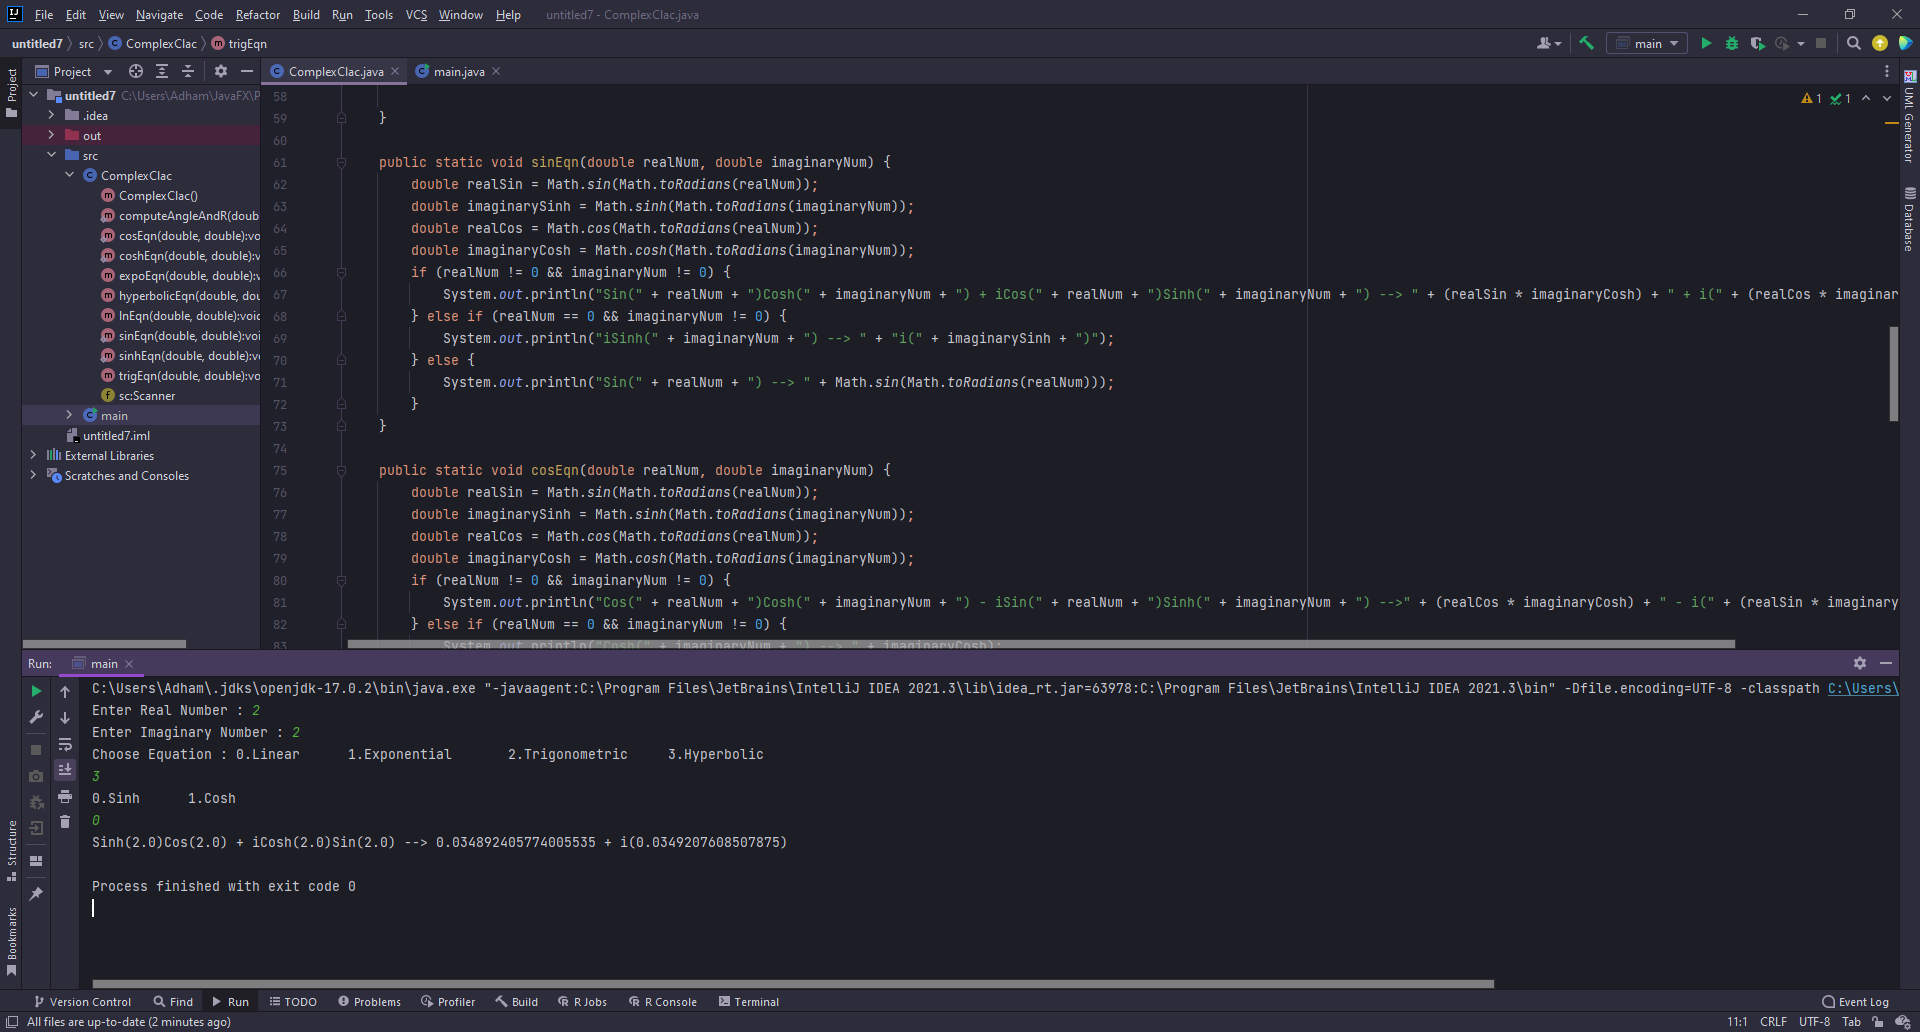 File Edit View Navigate Code Refactor Build Run Tools VCS Window Help untitled7 - ComplexClac.java
untitled7 src ComplexClac trigEqn main
Project
ComplexClac.java main.java
untitled7 C:\Users\Adham\JavaFX\P
.idea
out
src
ComplexClac
ComplexClac()
computeAngleAndR(doub
cosEqn(double, double):vo
coshEqn(double, double):v
expoEqn(double, double):v
hyperbolicEqn(double, dou
lnEqn(double, double):void
sinEqn(double, double):voi
sinhEqn(double, double):vo
trigEqn(double, double):vo
sc:Scanner
main
untitled7.iml
External Libraries
Scratches and Consoles
Project
Structure
Bookmarks
UML Generator
Database
1 1
58
59 }
60
61 public static void sinEqn(double realNum, double imaginaryNum) {
62 double realSin = Math.sin(Math.toRadians(realNum));
63 double imaginarySinh = Math.sinh(Math.toRadians(imaginaryNum));
64 double realCos = Math.cos(Math.toRadians(realNum));
65 double imaginaryCosh = Math.cosh(Math.toRadians(imaginaryNum));
66 if (realNum != 0 && imaginaryNum != 0) {
67 System.out.println("Sin(" + realNum + ")Cosh(" + imaginaryNum + ") + iCos(" + realNum + ")Sinh(" + imaginaryNum + ") --> " + (realSin * imaginaryCosh) + " + i(" + (realCos * imaginar
68 } else if (realNum == 0 && imaginaryNum != 0) {
69 System.out.println("iSinh(" + imaginaryNum + ") --> " + "i(" + imaginarySinh + ")");
70 } else {
71 System.out.println("Sin(" + realNum + ") --> " + Math.sin(Math.toRadians(realNum)));
72 }
73 }
74
75 public static void cosEqn(double realNum, double imaginaryNum) {
76 double realSin = Math.sin(Math.toRadians(realNum));
77 double imaginarySinh = Math.sinh(Math.toRadians(imaginaryNum));
78 double realCos = Math.cos(Math.toRadians(realNum));
79 double imaginaryCosh = Math.cosh(Math.toRadians(imaginaryNum));
80 if (realNum != 0 && imaginaryNum != 0) {
81 System.out.println("Cos(" + realNum + ")Cosh(" + imaginaryNum + ") - iSin(" + realNum + ")Sinh(" + imaginaryNum + ") -->" + (realCos * imaginaryCosh) + " - i(" + (realSin * imaginary
82 } else if (realNum == 0 && imaginaryNum != 0) {
83 System.out.println("Cosh(" + imaginaryNum + ") --> " + imaginaryCosh);
Run: main
C:\Users\Adham\.jdks\openjdk-17.0.2\bin\java.exe "-javaagent:C:\Program Files\JetBrains\IntelliJ IDEA 2021.3\lib\idea_rt.jar=63978:C:\Program Files\JetBrains\IntelliJ IDEA 2021.3\bin" -Dfile.encoding=UTF-8 -classpath C:\Users\
Enter Real Number : 2
Enter Imaginary Number : 2
Choose Equation : 0.Linear 1.Exponential 2.Trigonometric 3.Hyperbolic
3
0.Sinh 1.Cosh
0
Sinh(2.0)Cos(2.0) + iCosh(2.0)Sin(2.0) --> 0.034892405774005535 + i(0.0349207608507875)
Process finished with exit code 0
Version Control Find Run TODO Problems Profiler Build R Jobs R Console Terminal Event Log
All files are up-to-date (2 minutes ago) 11:1 CRLF UTF-8 Tab